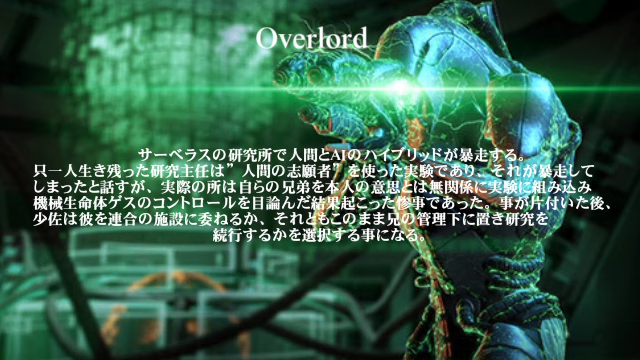 Overlord
サーベラスの研究所で人間とAIのハイブリッドが暴走する。
只一人生き残った研究主任は”人間の志願者”を使った実験であり、それが暴走して
しまったと話すが、実際の所は自らの兄弟を本人の意思とは無関係に実験に組み込み
機械生命体ゲスのコントロールを目論んだ結果起こった惨事であった。事が片付いた後、
少佐は彼を連合の施設に委ねるか、それともこのまま兄の管理下に置き研究を
続行するかを選択する事になる。